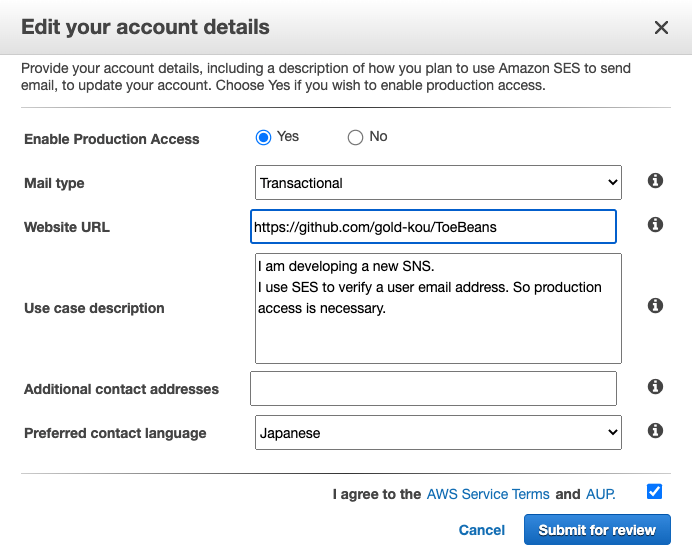 Edit your account details
Provide your account details, including a description of how you plan to use Amazon SES to send
email, to update your account. Choose Yes if you wish to enable production access.
Enable Production Access Yes No
Mail type Transactional
Website URL https://github.com/gold-kou/ToeBeans
I am developing a new SNS.
I use SES to verify a user email address. So production
Use case description access is necessary.
Additional contact addresses
Preferred contact language Japanese
I agree to the AWS Service Terms and AUP.
Cancel Submit for review